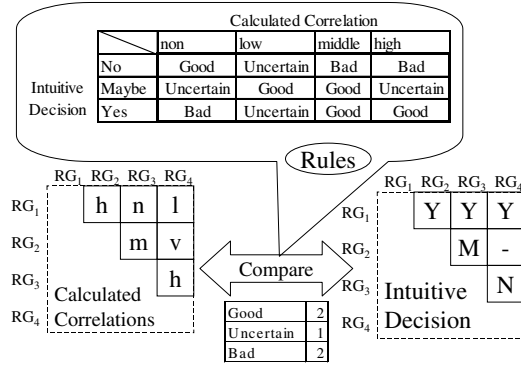 Calculated Correlation
non low middle high
No Good Uncertain Bad Bad
Intuitive Decision
Maybe Uncertain Good Good Uncertain
Yes Bad Uncertain Good Good
Rules
RG1 RG2 RG3 RG4
RG1 h n l
RG2 m v
RG3 h
RG4
Calculated Correlations
Compare
Good 2
Uncertain 1
Bad 2
RG1 RG2 RG3 RG4
RG1 Y Y Y
RG2 M -
RG3 N
RG4
Intuitive Decision